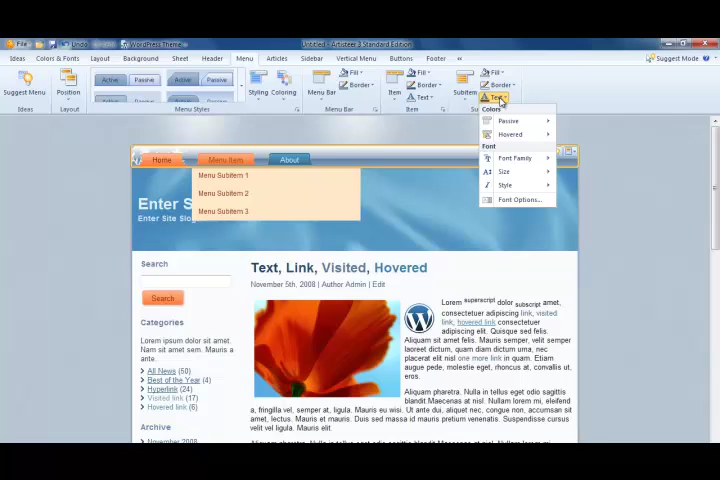 File Undo WordPress Theme Untitled - Artisteer 3 Standard Edition
Ideas Colors & Fonts Layout Background Sheet Header Menu Articles Sidebar Vertical Menu Buttons Footer Suggest Mode
Suggest Menu Position Active Passive Active Passive Styling Coloring Menu Bar Fill Border Item Fill Border Text Subitem Fill Border Text
Ideas Layout Menu Styles Menu Bar Item
Colors
Passive
Hovered
Font
Font Family
Size
Style
Font Options...
Home Menu Item About
Menu Subitem 1
Menu Subitem 2
Menu Subitem 3
Enter S
Enter Site Slog
Search
Search
Categories
Lorem ipsum dolor sit amet.
Nam sit amet sem. Mauris a
ante.
All News (50)
Best of the Year (4)
Hyperlink (24)
Visited link (17)
Hovered link (6)
Archive
November 2008
Text, Link, Visited, Hovered
November 5th, 2008 | Author Admin | Edit
Lorem superscript dolor subscript amet,
consectetuer adipiscing link, visited
link, hovered link consectetuer
adipiscing elit. Quisque sed felis.
Aliquam sit amet felis. Mauris velit semper
laoreet dictum, quam diam dictum urna, nec
placerat elit nisl one more link in quam. Etiam
augue pede, molestie eget, rhoncus at, convallis ut,
eros.
Aliquam pharetra. Nulla in tellus eget odio sagittis
blandit Maecenas at nisl. Nullam lorem mi, eleifend
a, fringilla vel, semper at, ligula. Mauris eu wisi. Ut ante dui, aliquet nec, congue non, accumsan sit
amet, lectus. Mauris et mauris. Duis sed massa id mauris pretium venenatis. Suspendisse cursus
velit vel ligula. Mauris elit